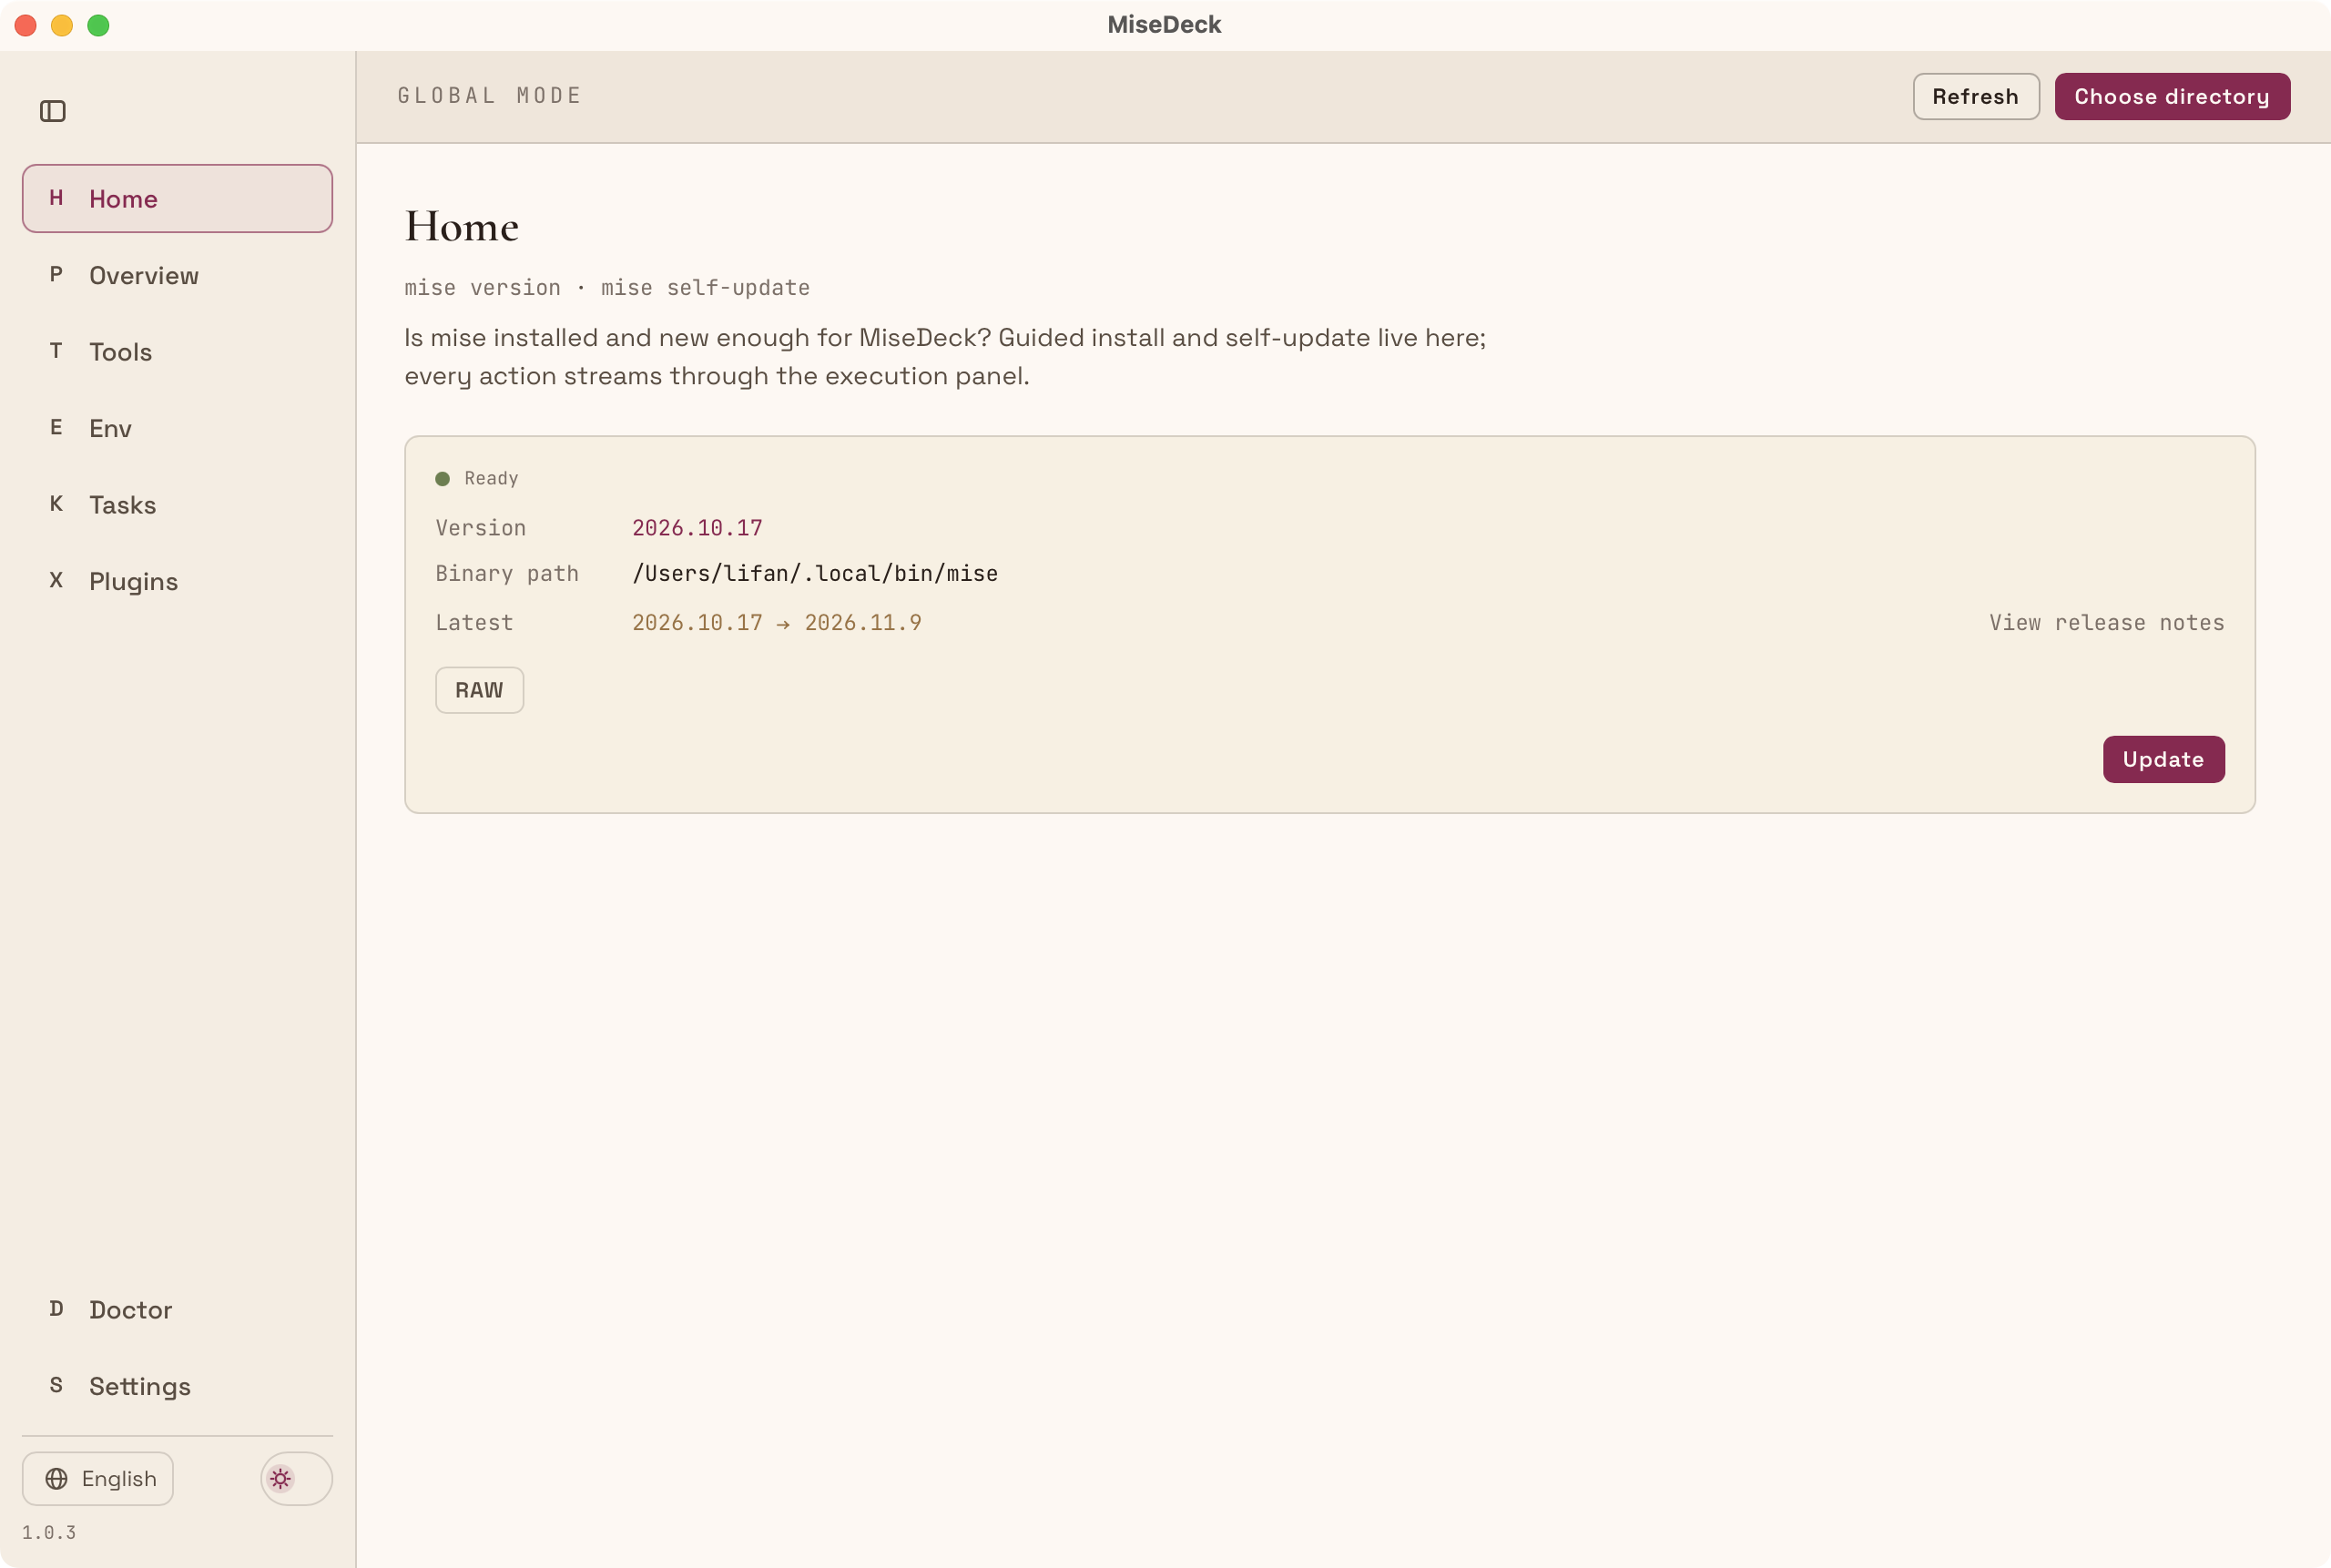 MiseDeck
GLOBAL MODE
Refresh
Choose directory
H Home
P Overview
T Tools
E Env
K Tasks
X Plugins
D Doctor
S Settings
English
1.0.3
Home
mise version · mise self-update
Is mise installed and new enough for MiseDeck? Guided install and self-update live here;
every action streams through the execution panel.
Ready
Version 2026.10.17
Binary path /Users/lifan/.local/bin/mise
Latest 2026.10.17 → 2026.11.9 View release notes
RAW
Update